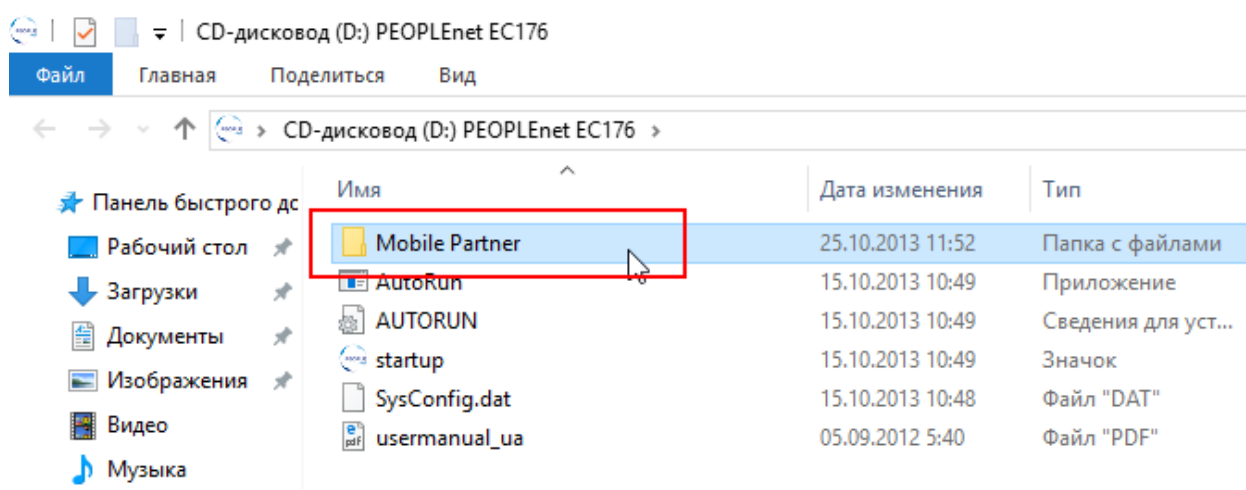 CD-дисковод (D:) PEOPLEnet EC176
Файл Главная Поделиться Вид
CD-дисковод (D:) PEOPLEnet EC176
Имя Дата изменения Тип
Панель быстрого дс
Mobile Partner 25.10.2013 11:52 Папка с файлами
Рабочий стол
AutoRun 15.10.2013 10:49 Приложение
Загрузки
AUTORUN 15.10.2013 10:49 Сведения для уст...
Документы
startup 15.10.2013 10:49 Значок
Изображения
SysConfig.dat 15.10.2013 10:48 Файл "DAT"
Видео
usermanual_ua 05.09.2012 5:40 Файл "PDF"
Музыка